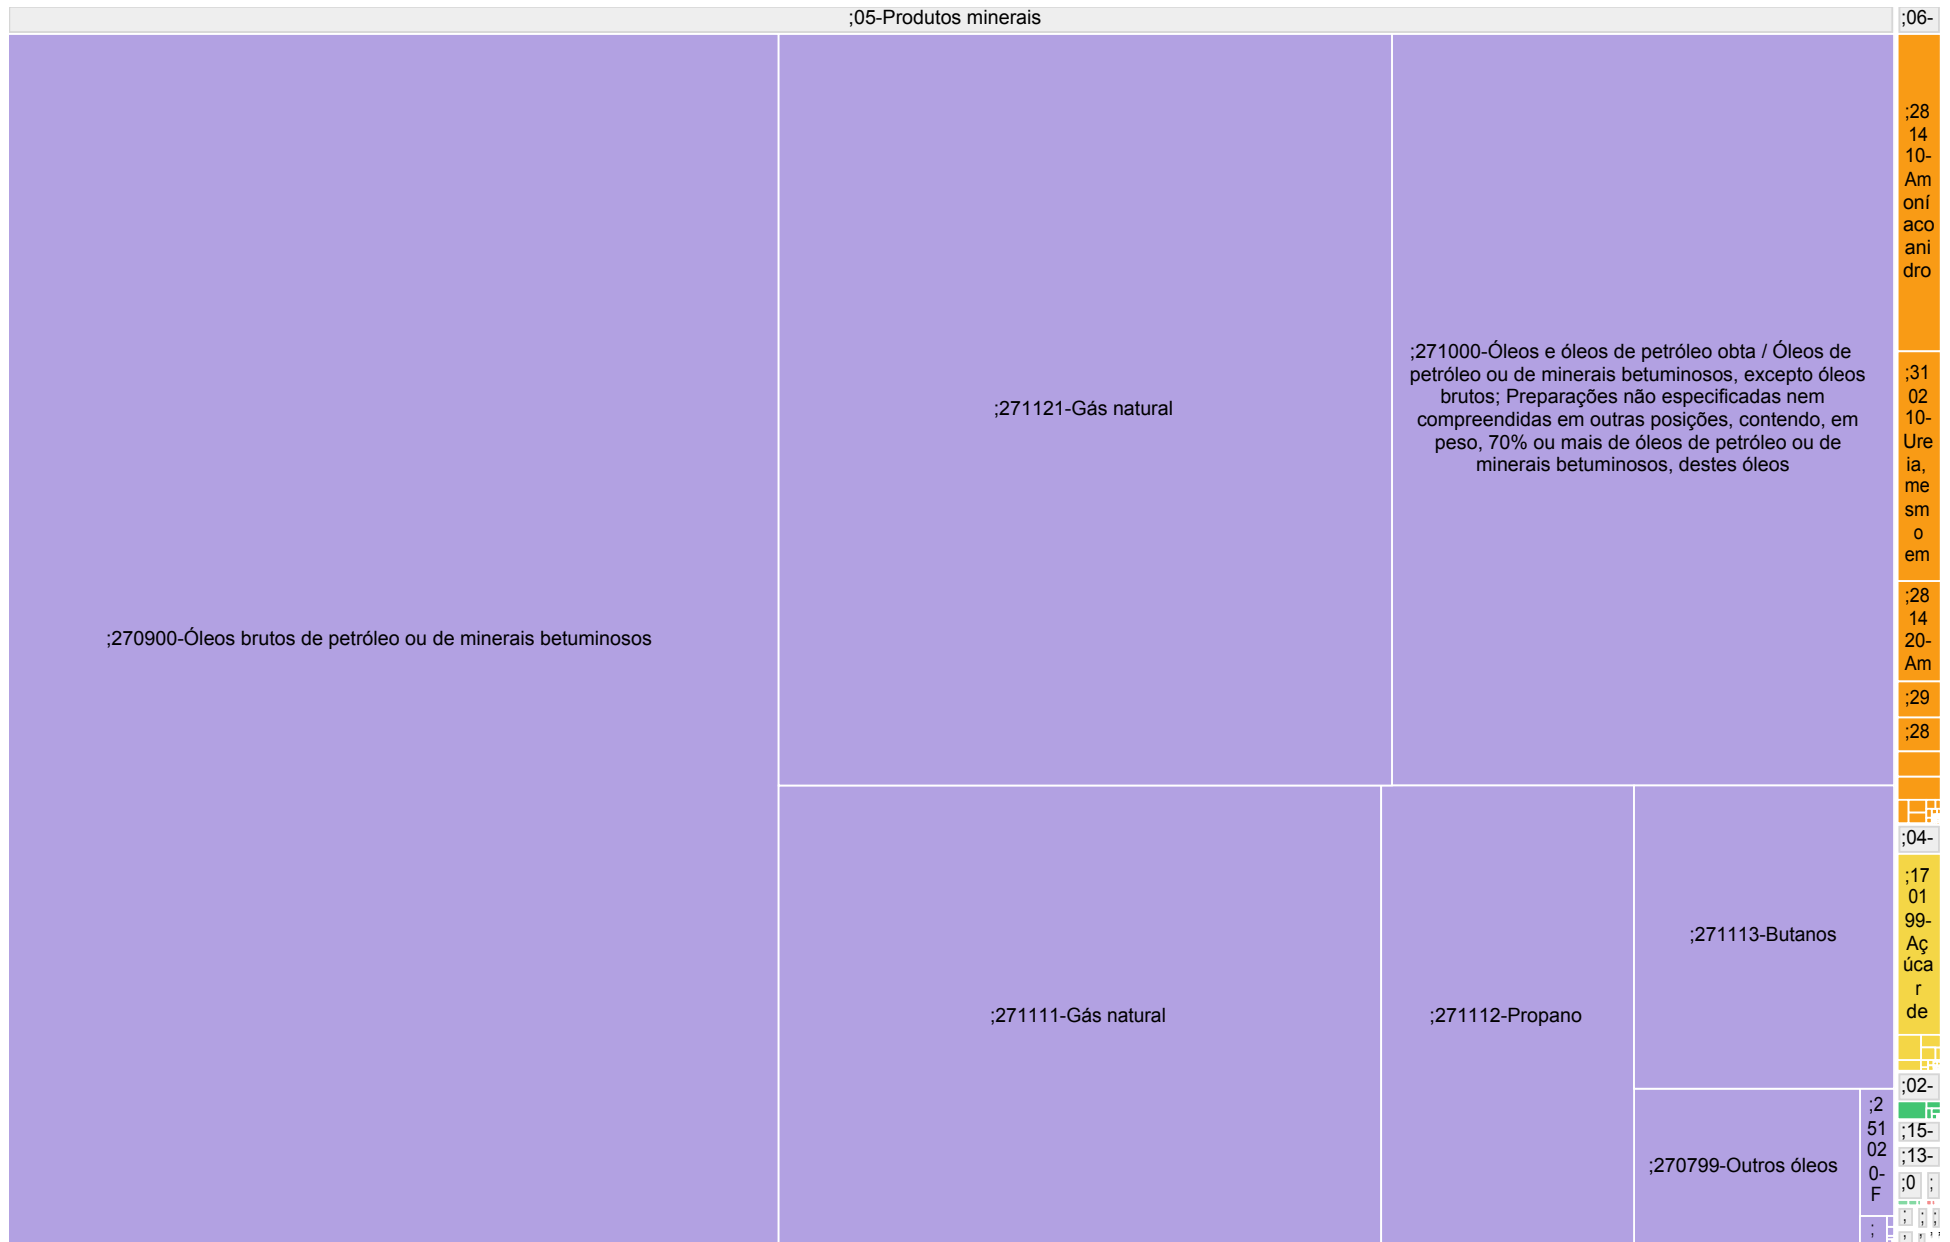 ;05-Produtos minerais
;270900-Óleos brutos de petróleo ou de minerais betuminosos
;271121-Gás natural
;271000-Óleos e óleos de petróleo obta / Óleos de
petróleo ou de minerais betuminosos, excepto óleos
brutos; Preparações não especificadas nem
compreendidas em outras posições, contendo, em
peso, 70% ou mais de óleos de petróleo ou de
minerais betuminosos, destes óleos
;271111-Gás natural
;271112-Propano
;271113-Butanos
;270799-Outros óleos
;2
51
02
0-
F
;
;06-
;28
14
10-
Am
oní
aco
ani
dro
;31
02
10-
Ure
ia,
me
sm
o
em
;28
14
20-
Am
;29
;28
;04-
;17
01
99-
Aç
úca
r
de
;02-
;15-
;13-
;0
;
;
;
;